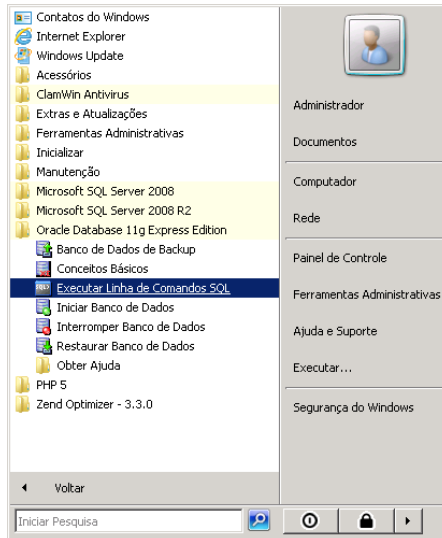 Contatos do Windows
Internet Explorer
Windows Update
Acessórios
ClamWin Antivirus
Extras e Atualizações
Ferramentas Administrativas
Inicializar
Manutenção
Microsoft SQL Server 2008
Microsoft SQL Server 2008 R2
Oracle Database 11g Express Edition
Banco de Dados de Backup
Conceitos Básicos
Executar Linha de Comandos SQL
Iniciar Banco de Dados
Interromper Banco de Dados
Restaurar Banco de Dados
Obter Ajuda
PHP 5
Zend Optimizer - 3.3.0
Voltar
Iniciar Pesquisa
Administrador
Documentos
Computador
Rede
Painel de Controle
Ferramentas Administrativas
Ajuda e Suporte
Executar...
Segurança do Windows